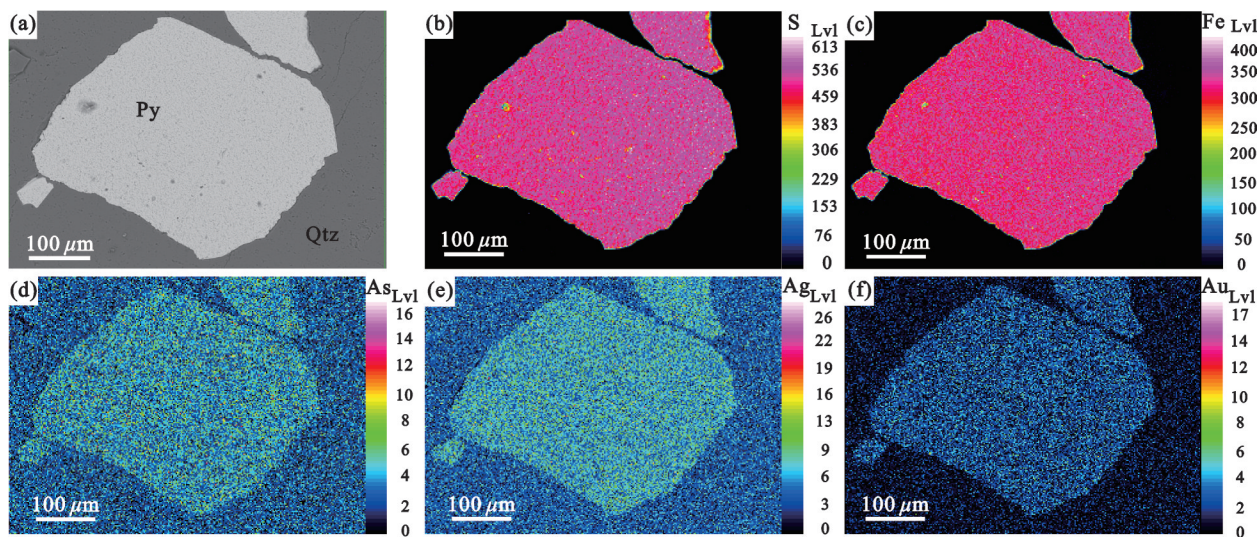 (a)
Py
Qtz
100 μm
(b)
S
Lvl
613
536
459
383
306
229
153
76
0
100 μm
(c)
Fe
Lvl
400
350
300
250
200
150
100
50
0
100 μm
(d)
As
Lvl
16
14
12
10
8
6
4
2
0
100 μm
(e)
Ag
Lvl
26
22
19
16
13
9
6
3
0
100 μm
(f)
Au
Lvl
17
14
12
10
8
6
4
2
0
100 μm